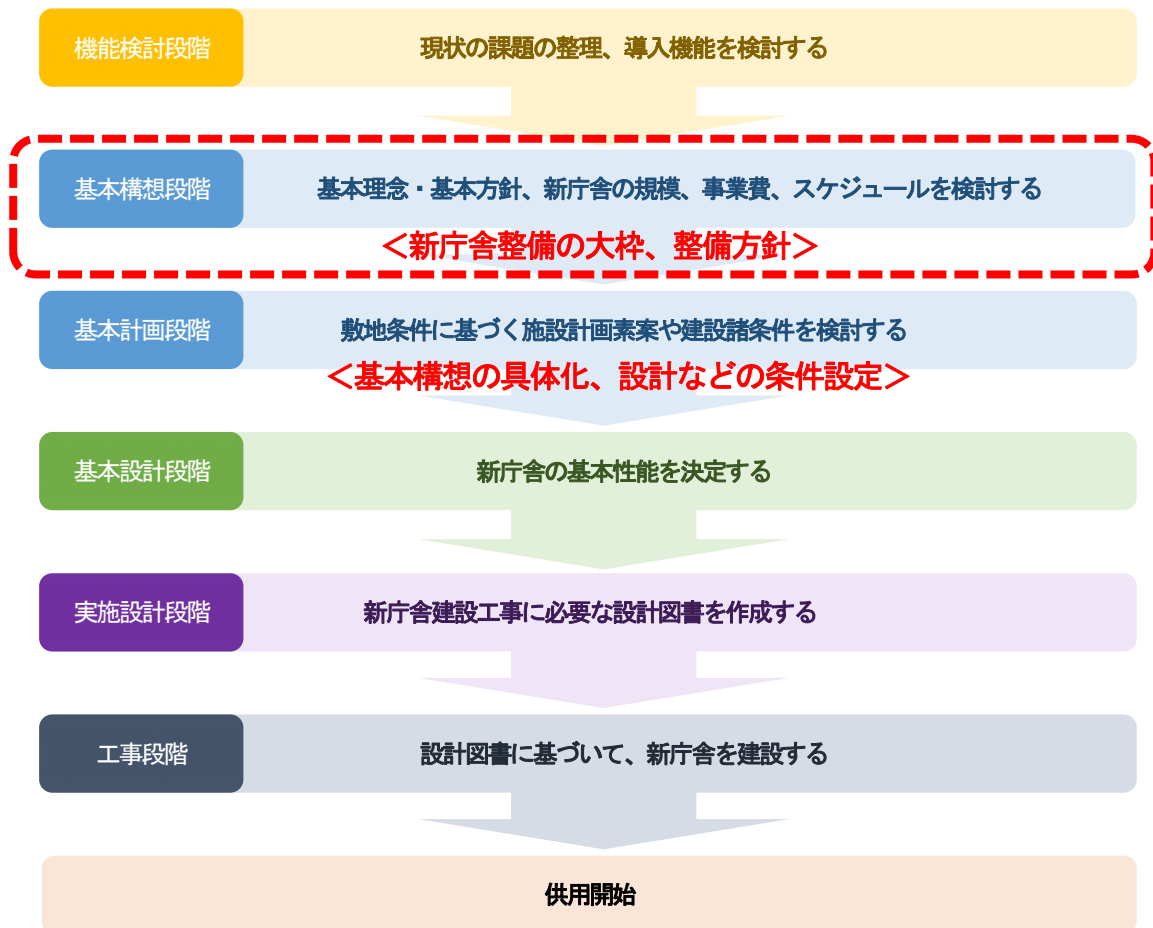 機能検討段階
現状の課題の整理、導入機能を検討する
基本構想段階
基本理念・基本方針、新庁舎の規模、事業費、スケジュールを検討する
＜新庁舎整備の大枠、整備方針＞
基本計画段階
敷地条件に基づく施設計画素案や建設諸条件を検討する
＜基本構想の具体化、設計などの条件設定＞
基本設計段階
新庁舎の基本性能を決定する
実施設計段階
新庁舎建設工事に必要な設計図書を作成する
工事段階
設計図書に基づいて、新庁舎を建設する
供用開始